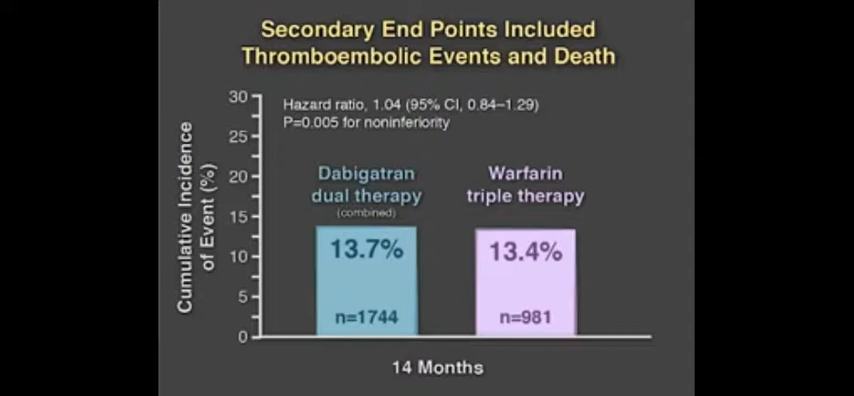 Secondary End Points Included
Thromboembolic Events and Death
Cumulative Incidence
of Event (%)
30
25
20
15
10
5
0
Hazard ratio, 1.04 (95% CI, 0.84–1.29)
P=0.005 for noninferiority
Dabigatran
dual therapy
(combined)
13.7%
n=1744
Warfarin
triple therapy
13.4%
n=981
14 Months